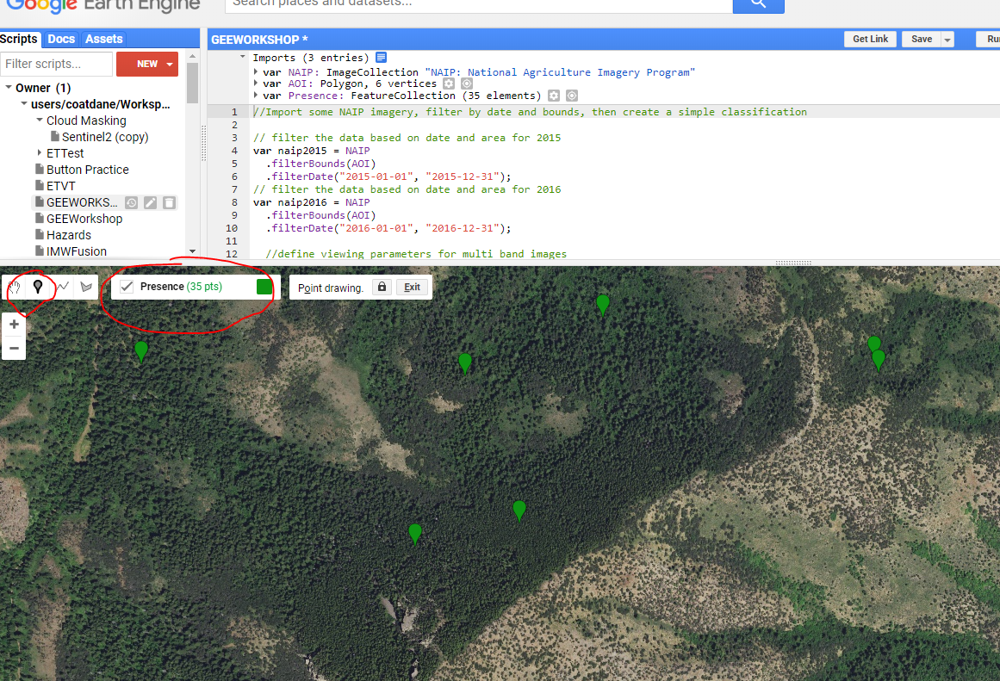 Google Earth Engine
Search places and datasets...
Scripts Docs Assets
GEEWORKSHOP *
Get Link Save
Filter scripts...
NEW
Owner (1)
users/coatdane/Worksp...
Cloud Masking
Sentinel2 (copy)
ETTest
Button Practice
ETVT
GEEWORKS...
GEEWorkshop
Hazards
IMWFusion
Imports (3 entries)
var NAIP: ImageCollection "NAIP: National Agriculture Imagery Program"
var AOI: Polygon, 6 vertices
var Presence: FeatureCollection (35 elements)
1 //Import some NAIP imagery, filter by date and bounds, then create a simple classification
2
3 // filter the data based on date and area for 2015
4 var naip2015 = NAIP
5 .filterBounds(AOI)
6 .filterDate("2015-01-01", "2015-12-31");
7 // filter the data based on date and area for 2016
8 var naip2016 = NAIP
9 .filterBounds(AOI)
10 .filterDate("2016-01-01", "2016-12-31");
11
12 //define viewing parameters for multi band images
Presence (35 pts)
Point drawing. Exit
+
−